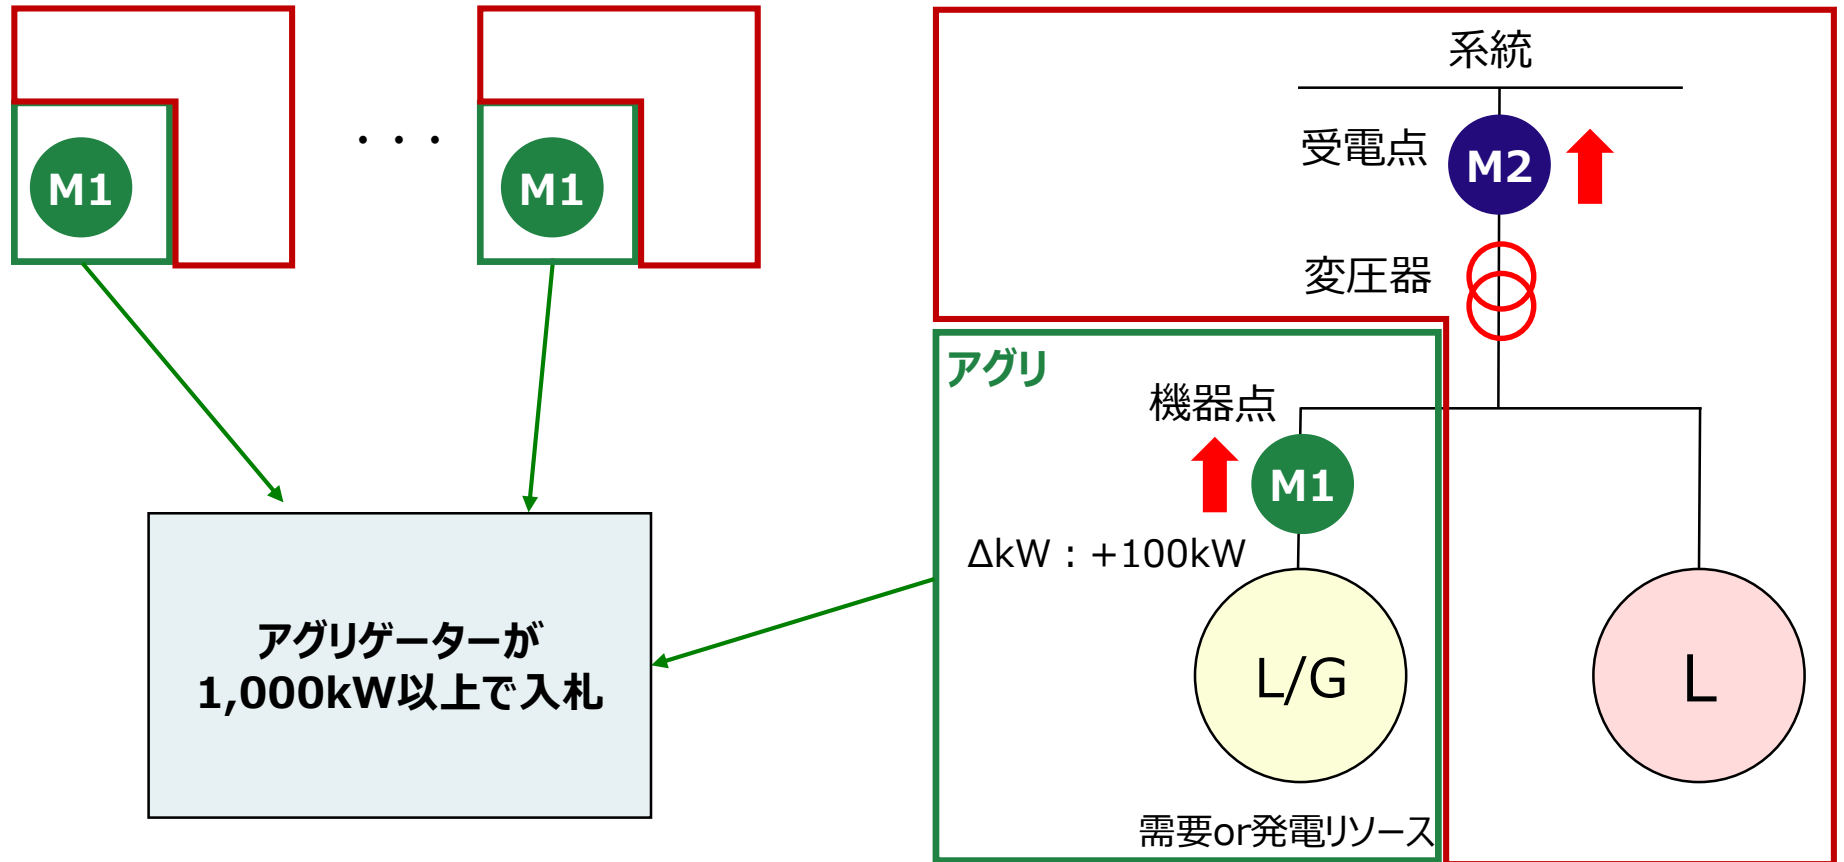 M1
・・・
M1
系統
受電点
M2
変圧器
アグリ
機器点
M1
ΔkW：+100kW
L/G
L
需要or発電リソース
アグリゲーターが
1,000kW以上で入札